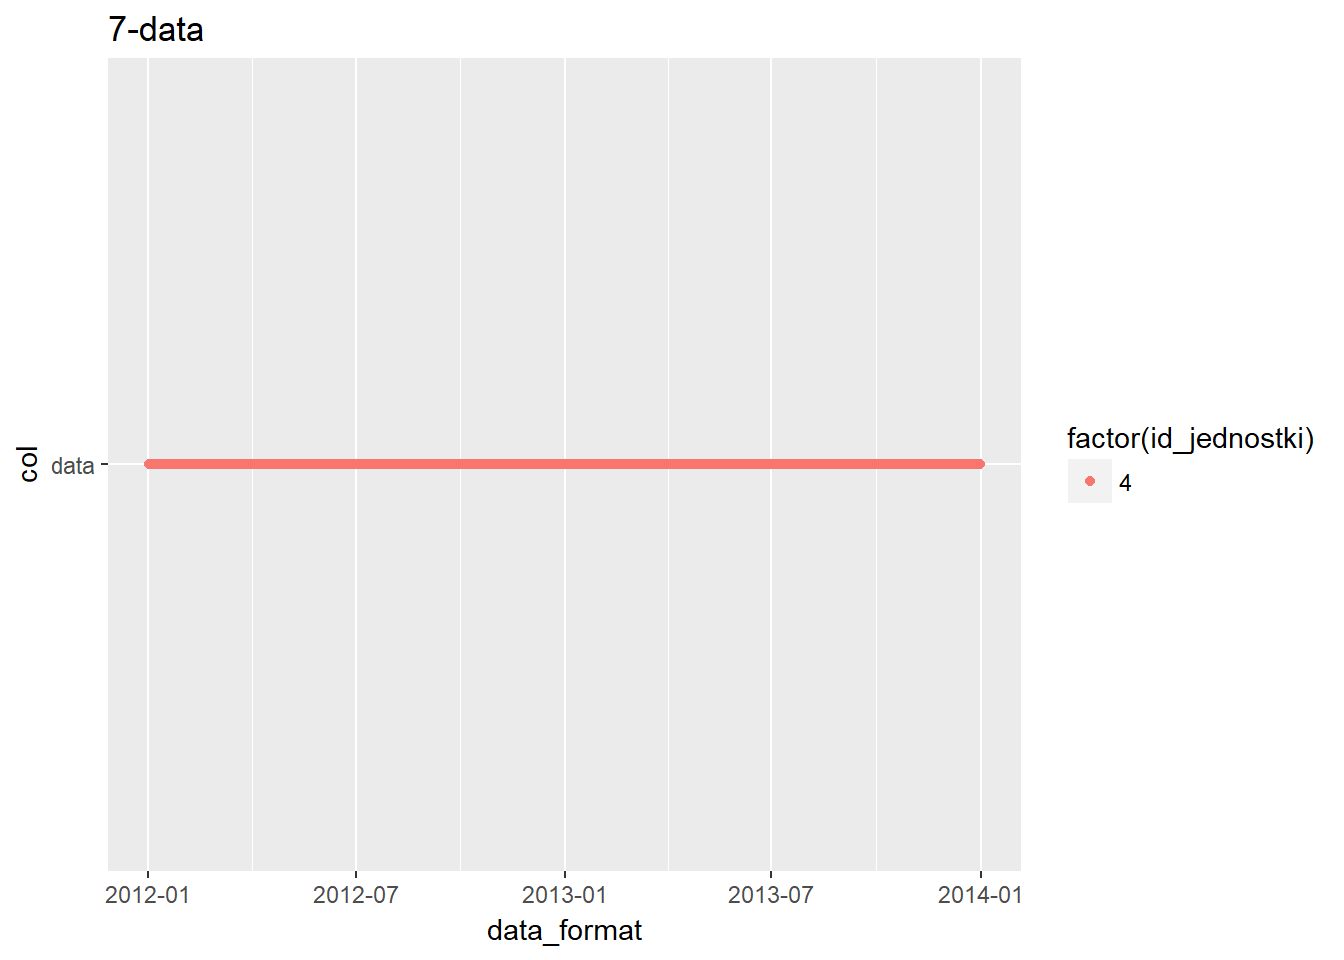 7-data
col
data
2012-01 2012-07 2013-01 2013-07 2014-01
data_format
factor(id_jednostki)
4